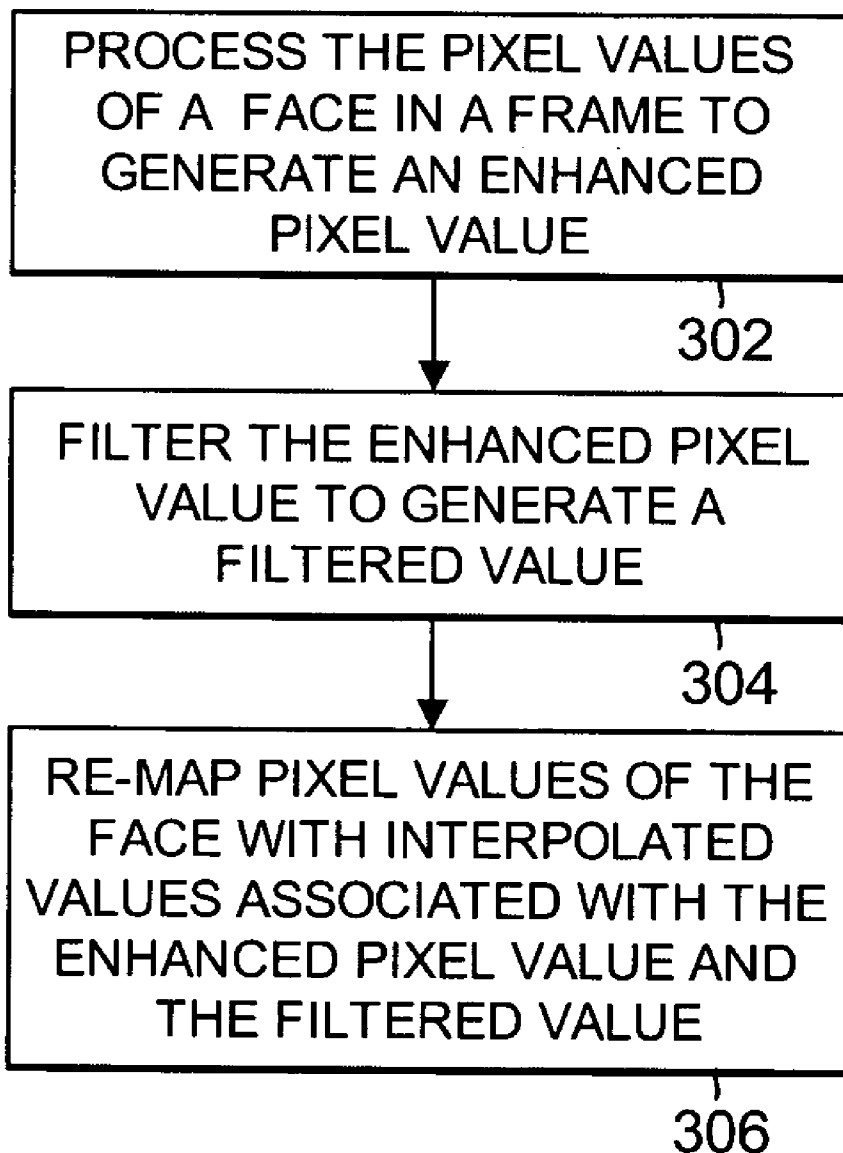 PROCESS THE PIXEL VALUES
OF A FACE IN A FRAME TO
GENERATE AN ENHANCED
PIXEL VALUE
302
FILTER THE ENHANCED PIXEL
VALUE TO GENERATE A
FILTERED VALUE
304
RE-MAP PIXEL VALUES OF THE
FACE WITH INTERPOLATED
VALUES ASSOCIATED WITH THE
ENHANCED PIXEL VALUE AND
THE FILTERED VALUE
306